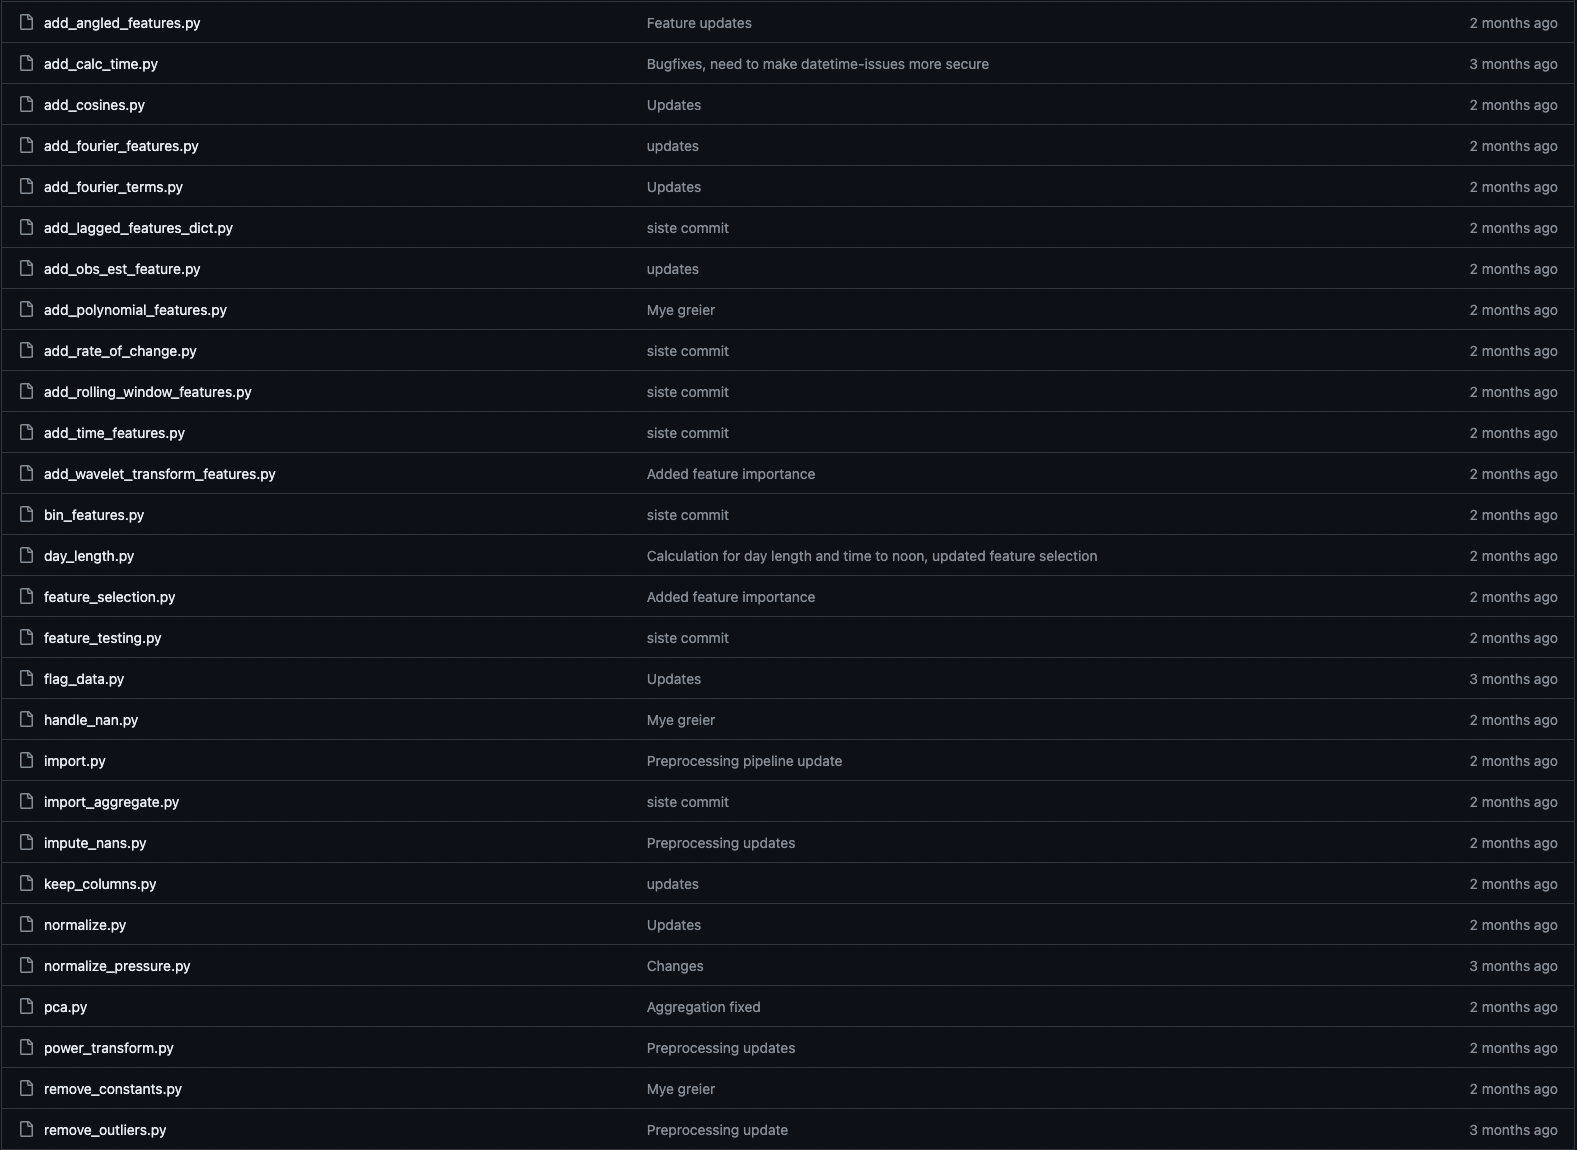 add_angled_features.py Feature updates 2 months ago
add_calc_time.py Bugfixes, need to make datetime-issues more secure 3 months ago
add_cosines.py Updates 2 months ago
add_fourier_features.py updates 2 months ago
add_fourier_terms.py Updates 2 months ago
add_lagged_features_dict.py siste commit 2 months ago
add_obs_est_feature.py updates 2 months ago
add_polynomial_features.py Mye greier 2 months ago
add_rate_of_change.py siste commit 2 months ago
add_rolling_window_features.py siste commit 2 months ago
add_time_features.py siste commit 2 months ago
add_wavelet_transform_features.py Added feature importance 2 months ago
bin_features.py siste commit 2 months ago
day_length.py Calculation for day length and time to noon, updated feature selection 2 months ago
feature_selection.py Added feature importance 2 months ago
feature_testing.py siste commit 2 months ago
flag_data.py Updates 3 months ago
handle_nan.py Mye greier 2 months ago
import.py Preprocessing pipeline update 2 months ago
import_aggregate.py siste commit 2 months ago
impute_nans.py Preprocessing updates 2 months ago
keep_columns.py updates 2 months ago
normalize.py Updates 2 months ago
normalize_pressure.py Changes 3 months ago
pca.py Aggregation fixed 2 months ago
power_transform.py Preprocessing updates 2 months ago
remove_constants.py Mye greier 2 months ago
remove_outliers.py Preprocessing update 3 months ago